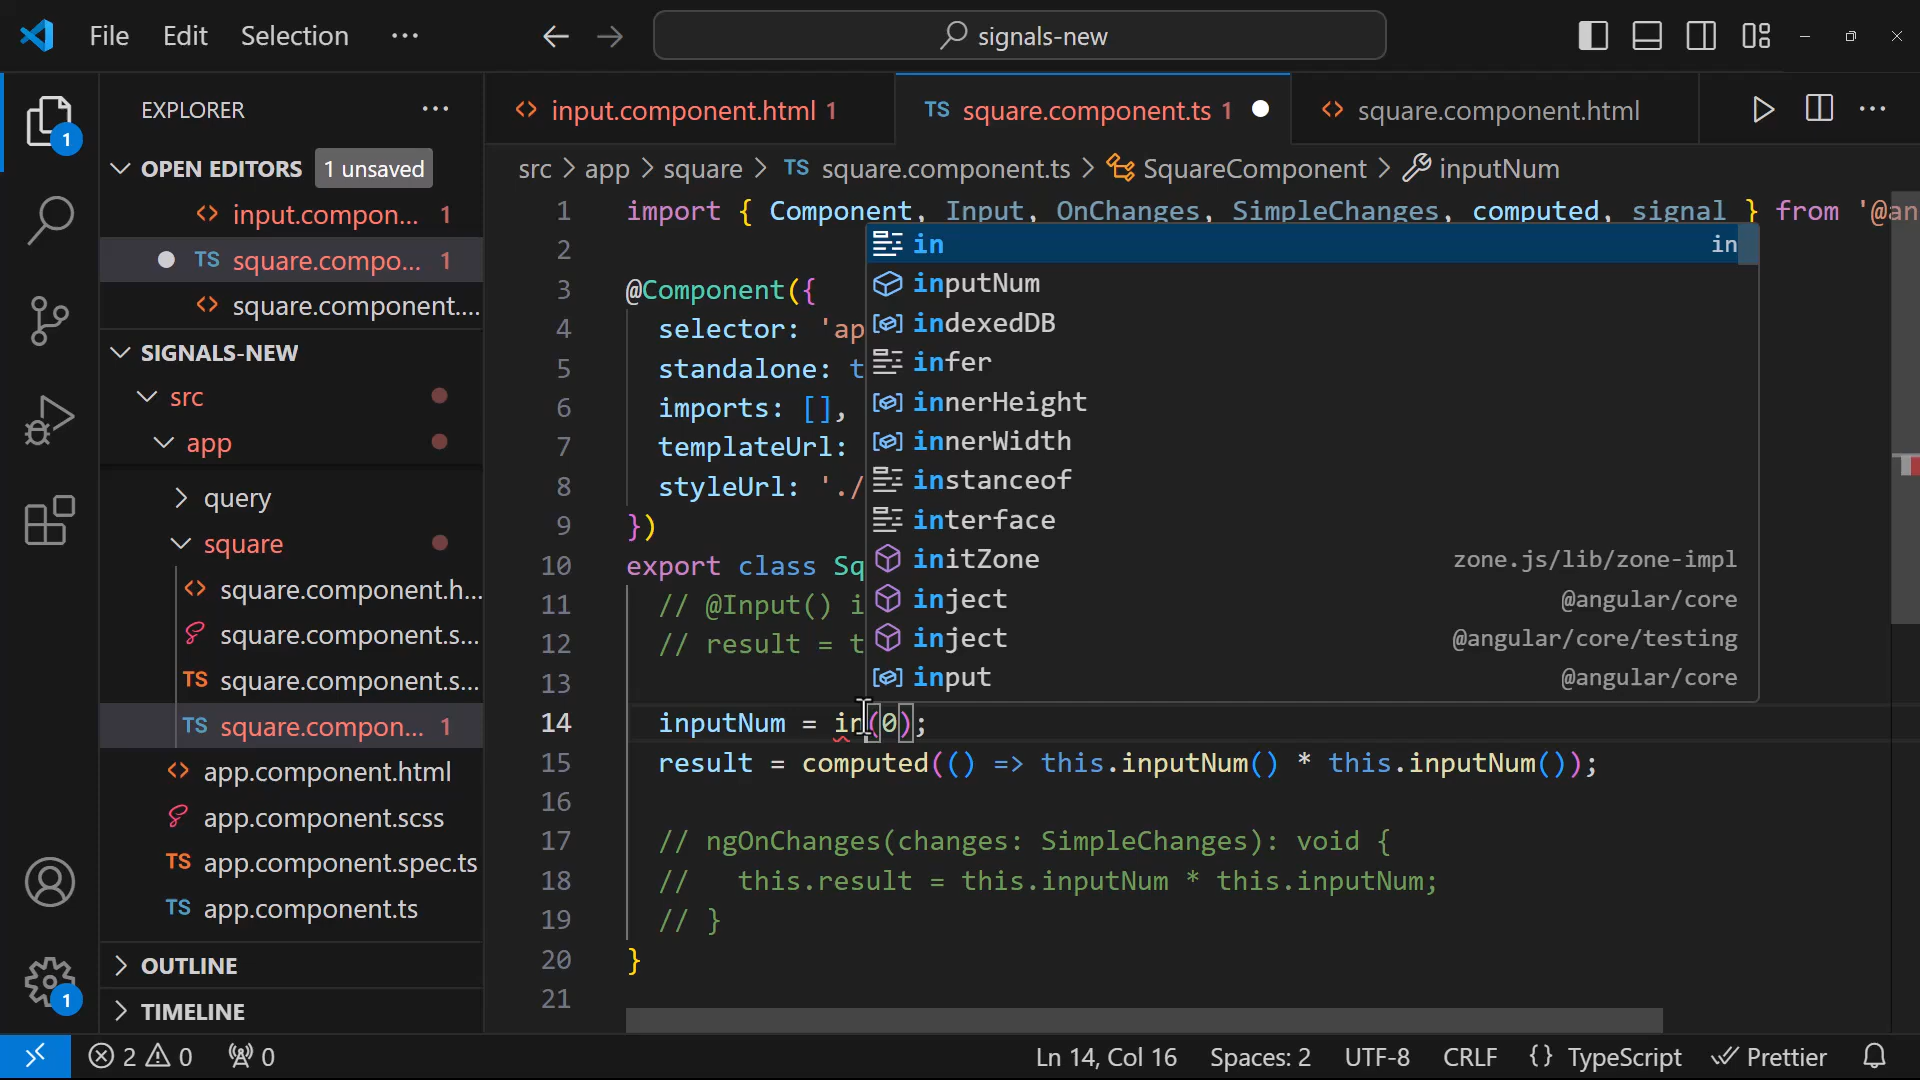 File Edit Selection ··· signals-new
EXPLORER ···
input.component.html 1
TS square.component.ts 1
square.component.html
OPEN EDITORS 1 unsaved
input.compon... 1
TS square.compo... 1
square.component....
SIGNALS-NEW
src
app
query
square
square.component.h...
square.component.s...
TS square.component.s...
TS square.compon... 1
app.component.html
app.component.scss
TS app.component.spec.ts
TS app.component.ts
OUTLINE
TIMELINE
src > app > square > TS square.component.ts > SquareComponent > inputNum
1 import { Component, Input, OnChanges, SimpleChanges, computed, signal } from '@an
2
3 @Component({
4 selector: 'ap
5 standalone: t
6 imports: [],
7 templateUrl:
8 styleUrl: './
9 })
10 export class Sq
11 // @Input() i
12 // result = t
13
14 inputNum = in(0);
15 result = computed(() => this.inputNum() * this.inputNum());
16
17 // ngOnChanges(changes: SimpleChanges): void {
18 //   this.result = this.inputNum * this.inputNum;
19 // }
20 }
21
in in
inputNum
indexedDB
infer
innerHeight
innerWidth
instanceof
interface
initZone zone.js/lib/zone-impl
inject @angular/core
inject @angular/core/testing
input @angular/core
1
1
2 0 0 Ln 14, Col 16 Spaces: 2 UTF-8 CRLF {} TypeScript Prettier